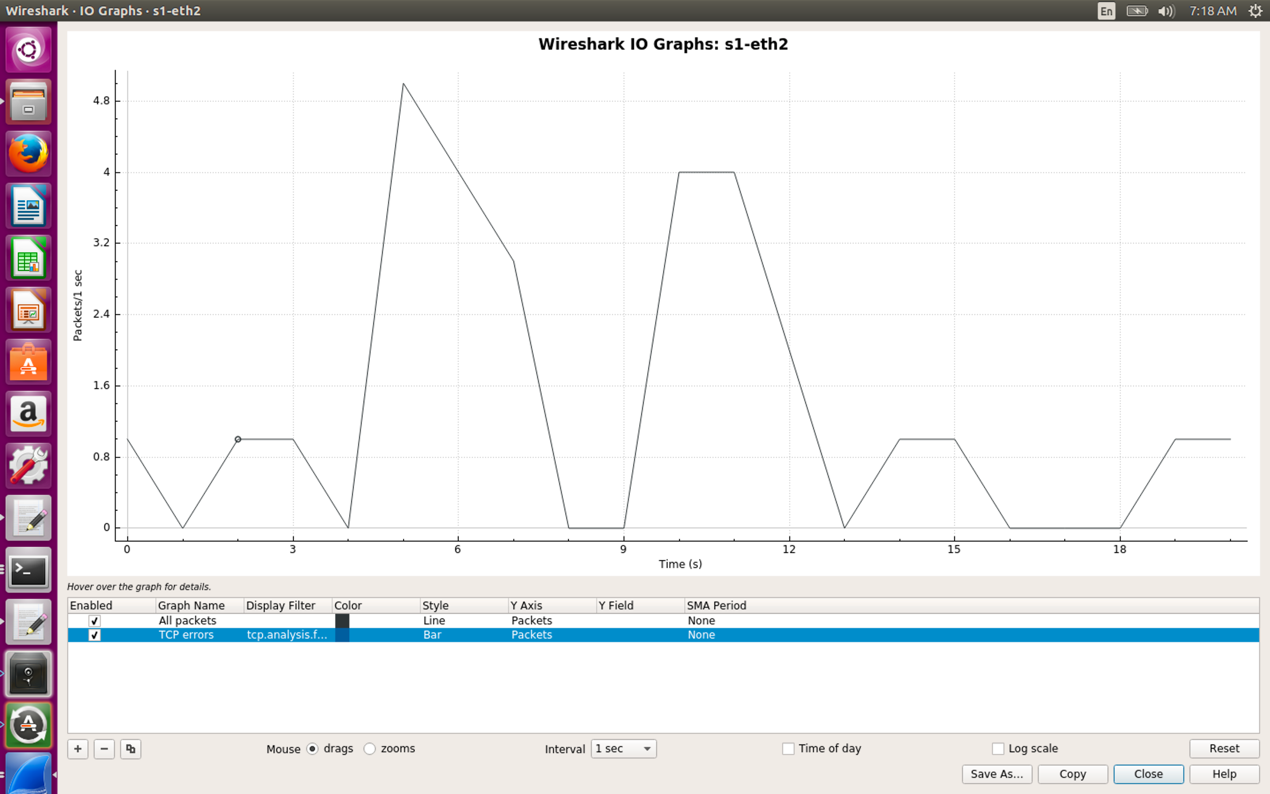 Wireshark · IO Graphs · s1-eth2
En 7:18 AM
Wireshark IO Graphs: s1-eth2
Packets/1 sec
4.8
4
3.2
2.4
1.6
0.8
0
0 3 6 9 12 15 18
Time (s)
Hover over the graph for details.
Enabled Graph Name Display Filter Color Style Y Axis Y Field SMA Period
All packets Line Packets None
TCP errors tcp.analysis.f... Bar Packets None
Mouse drags zooms Interval 1 sec Time of day Log scale Reset
Save As... Copy Close Help